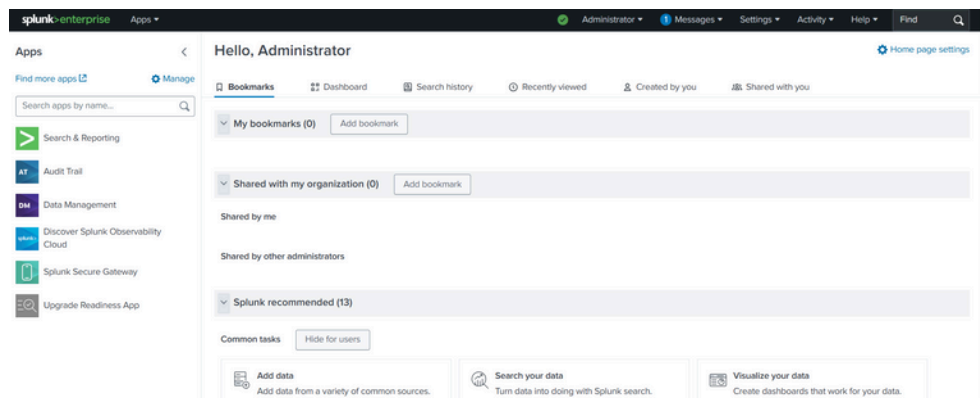 splunk>enterprise Apps Administrator 1 Messages Settings Activity Help Find
Apps
Find more apps Manage
Search apps by name...
Search & Reporting
AT Audit Trail
DM Data Management
splunk> Discover Splunk Observability
Cloud
Splunk Secure Gateway
Upgrade Readiness App
Hello, Administrator
Home page settings
Bookmarks Dashboard Search history Recently viewed Created by you Shared with you
My bookmarks (0) Add bookmark
Shared with my organization (0) Add bookmark
Shared by me
Shared by other administrators
Splunk recommended (13)
Common tasks Hide for users
Add data
Add data from a variety of common sources.
Search your data
Turn data into doing with Splunk search.
Visualize your data
Create dashboards that work for your data.